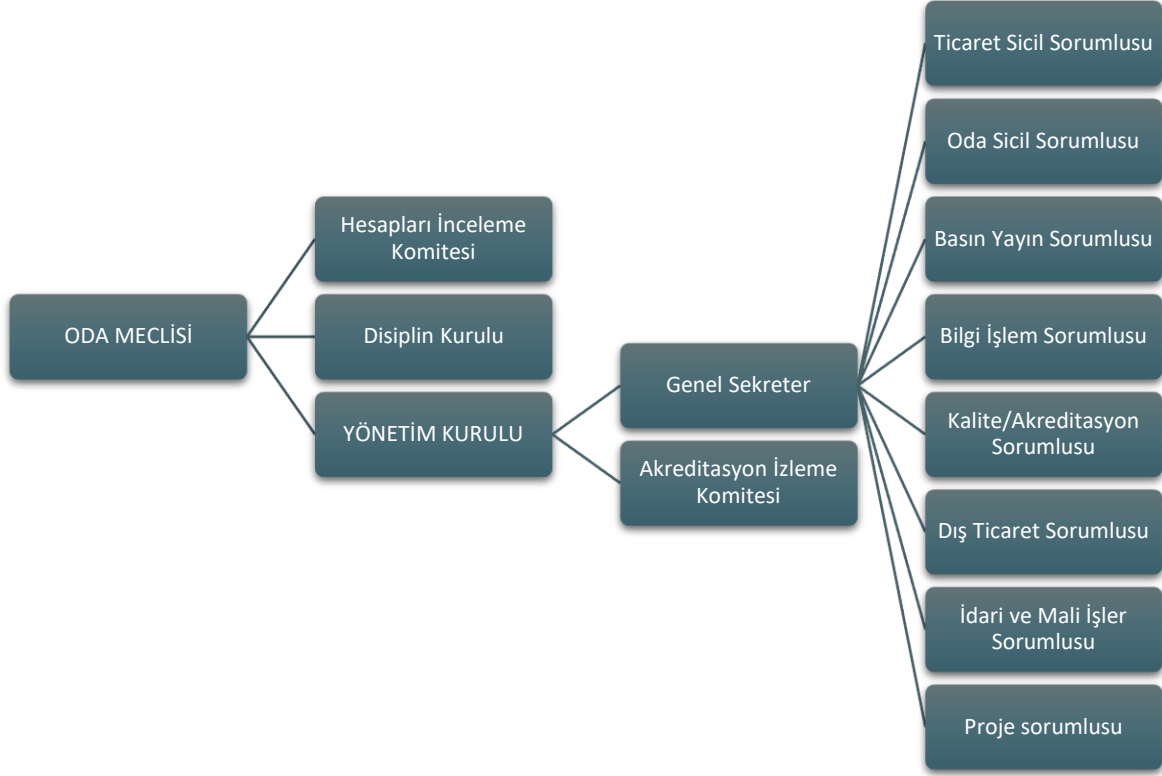 ODA MECLİSİ
Hesapları İnceleme
Komitesi
Disiplin Kurulu
YÖNETİM KURULU
Genel Sekreter
Akreditasyon İzleme
Komitesi
Ticaret Sicil Sorumlusu
Oda Sicil Sorumlusu
Basın Yayın Sorumlusu
Bilgi İşlem Sorumlusu
Kalite/Akreditasyon
Sorumlusu
Dış Ticaret Sorumlusu
İdari ve Mali İşler
Sorumlusu
Proje sorumlusu